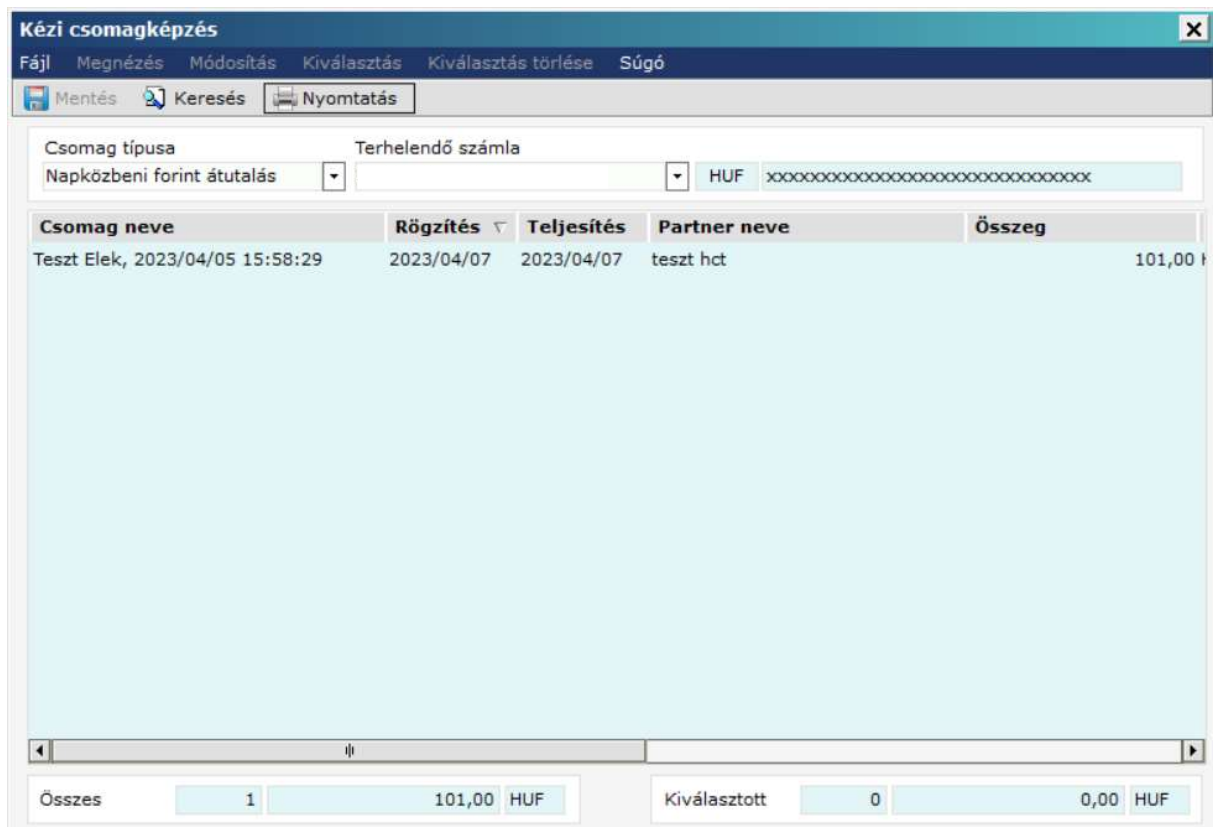 Kézi csomagképzés
Fájl Megnézés Módosítás Kiválasztás Kiválasztás törlése Súgó
Mentés Keresés Nyomtatás
Csomag típusa Terhelendő számla
Napközbeni forint átutalás HUF xxxxxxxxxxxxxxxxxxxxxxxxxxxxxx
Csomag neve Rögzítés Teljesítés Partner neve Összeg
Teszt Elek, 2023/04/05 15:58:29 2023/04/07 2023/04/07 teszt hct 101,00
Összes 1 101,00 HUF Kiválasztott 0 0,00 HUF